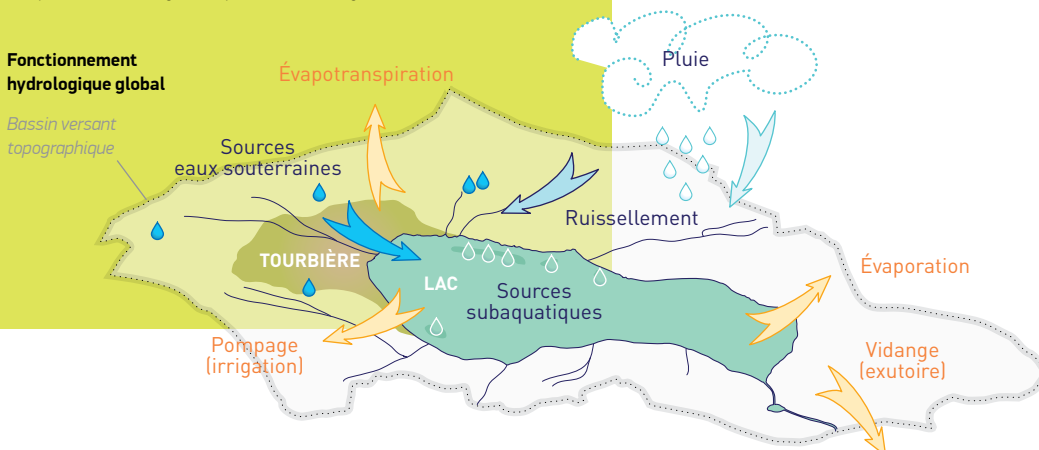 Fonctionnement
hydrologique global
Bassin versant
topographique
Évapotranspiration
Pluie
Sources
eaux souterraines
Ruissellement
TOURBIÈRE
LAC
Sources
subaquatiques
Évaporation
Pompage
(irrigation)
Vidange
(exutoire)